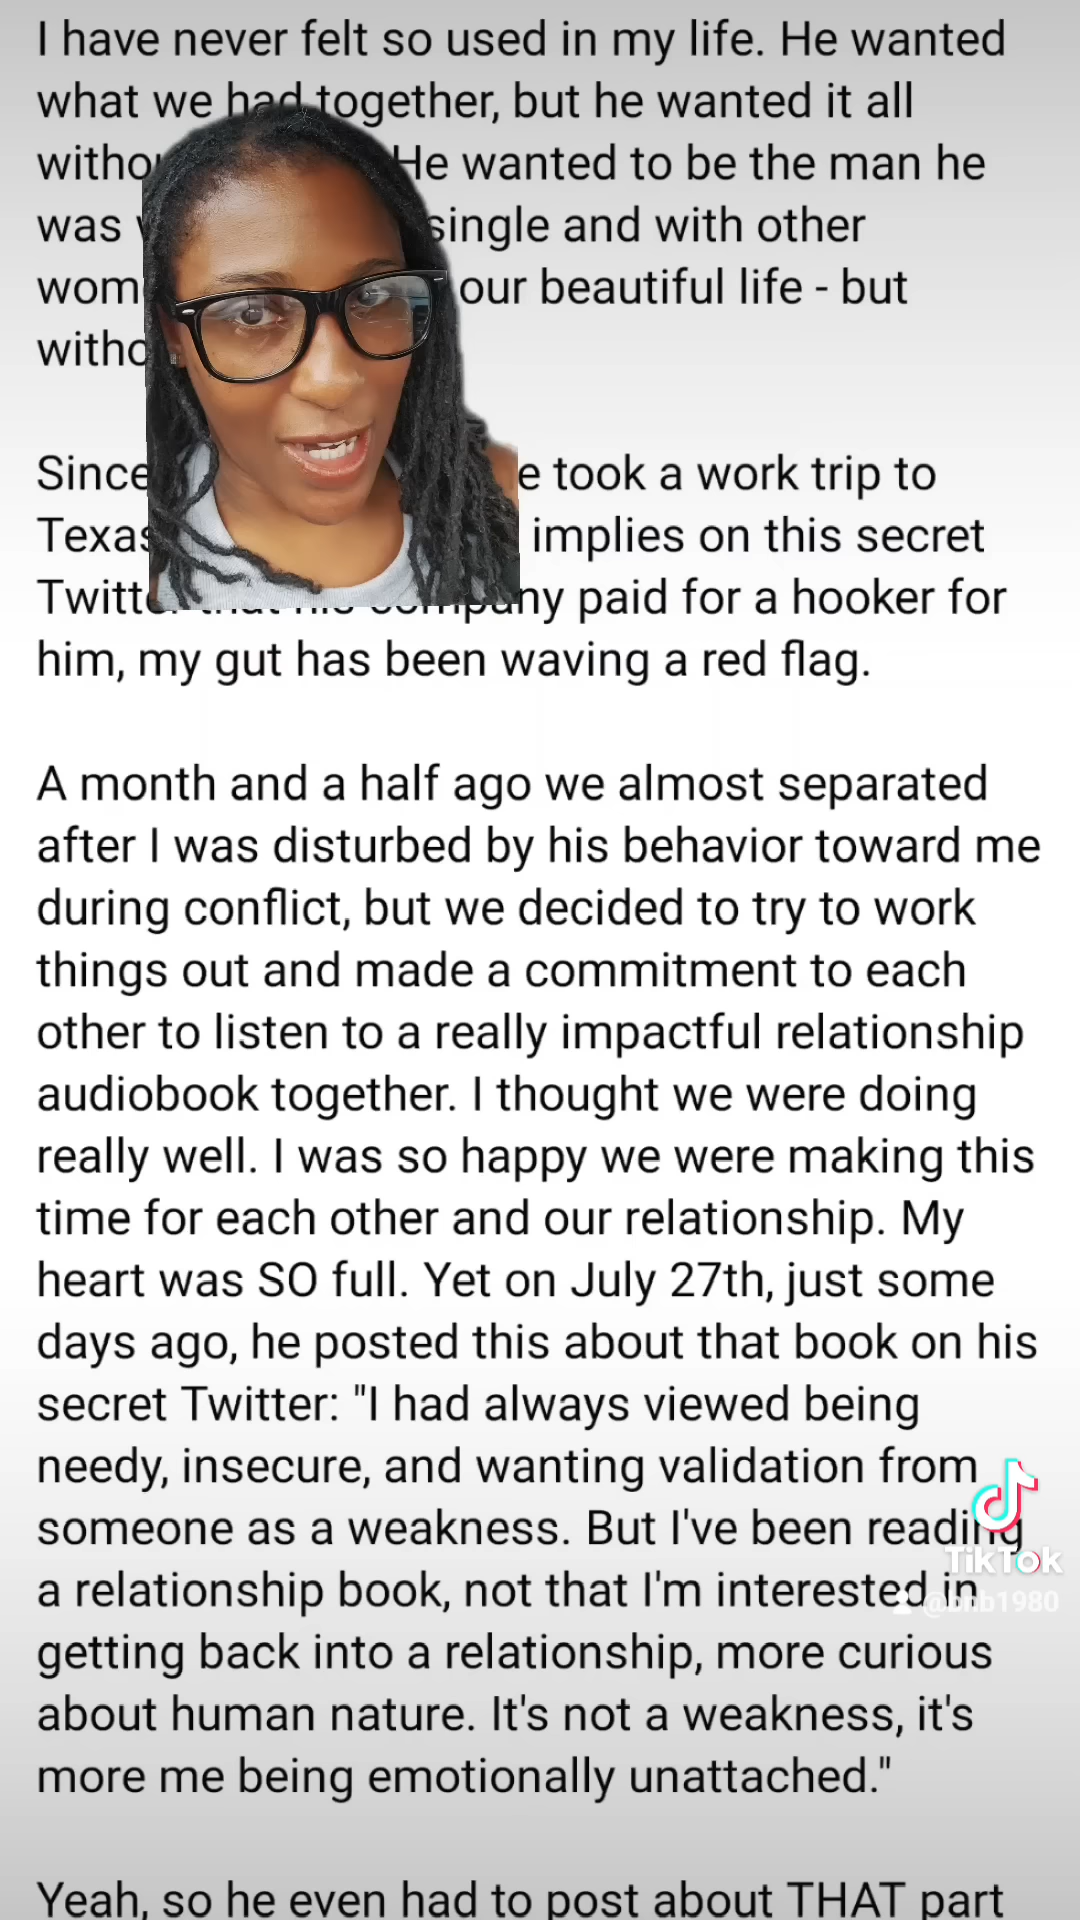 I have never felt so used in my life. He wanted
what we had together, but he wanted it all
He wanted to be the man he
was single and with other
our beautiful life - but
Since took a work trip to
implies on this secret
paid for a hooker for
him, my gut has been waving a red flag.
A month and a half ago we almost separated
after I was disturbed by his behavior toward me
during conflict, but we decided to try to work
things out and made a commitment to each
other to listen to a really impactful relationship
audiobook together. I thought we were doing
really well. I was so happy we were making this
time for each other and our relationship. My
heart was SO full. Yet on July 27th, just some
days ago, he posted this about that book on his
secret Twitter: "I had always viewed being
needy, insecure, and wanting validation from
someone as a weakness. But I've been reading
a relationship book, not that I'm interested in
getting back into a relationship, more curious
about human nature. It's not a weakness, it's
more me being emotionally unattached."
Yeah, so he even had to post about THAT part
TikTok
@bnb1980